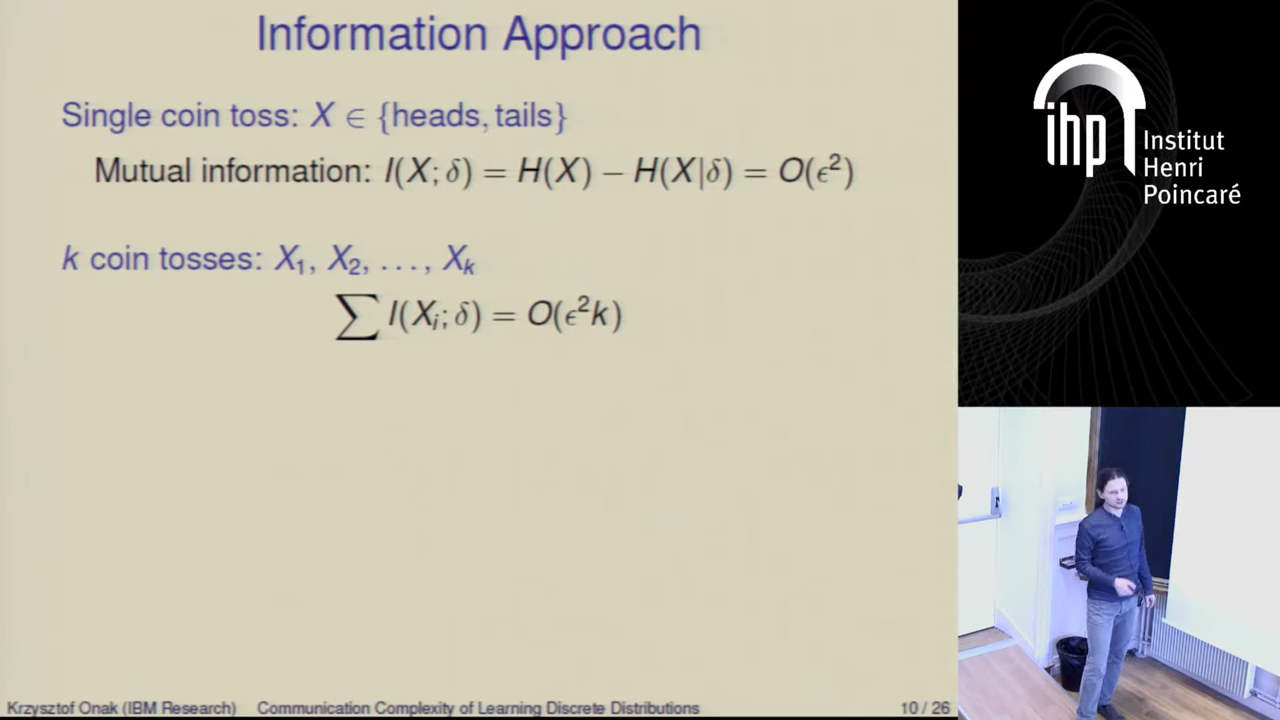 Information Approach
Single coin toss: X ∈ {heads, tails}
Mutual information: I(X; δ) = H(X) − H(X|δ) = O(ϵ²)
k coin tosses: X₁, X₂, …, Xₖ
∑ I(Xᵢ; δ) = O(ϵ²k)
Krzysztof Onak (IBM Research) Communication Complexity of Learning Discrete Distributions 10 / 26
ihp
Institut
Henri
Poincaré